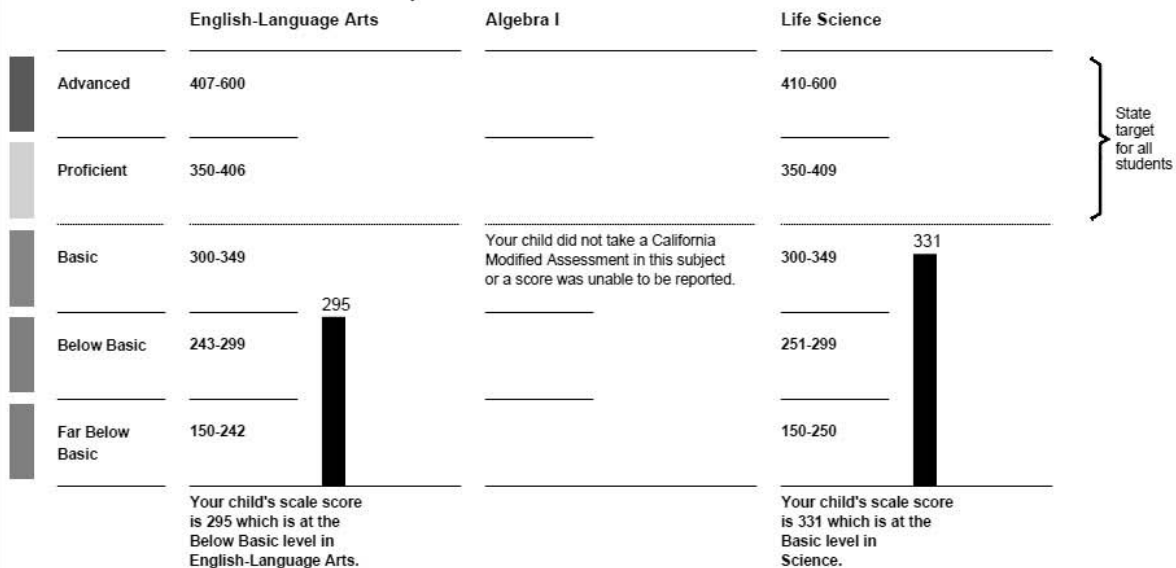 English-Language Arts
Algebra I
Life Science
Advanced
407-600
410-600
Proficient
350-406
350-409
State
target
for all
students
Basic
300-349
Your child did not take a California
Modified Assessment in this subject
or a score was unable to be reported.
300-349
331
295
Below Basic
243-299
251-299
Far Below
Basic
150-242
150-250
Your child's scale score
is 295 which is at the
Below Basic level in
English-Language Arts.
Your child's scale score
is 331 which is at the
Basic level in
Science.